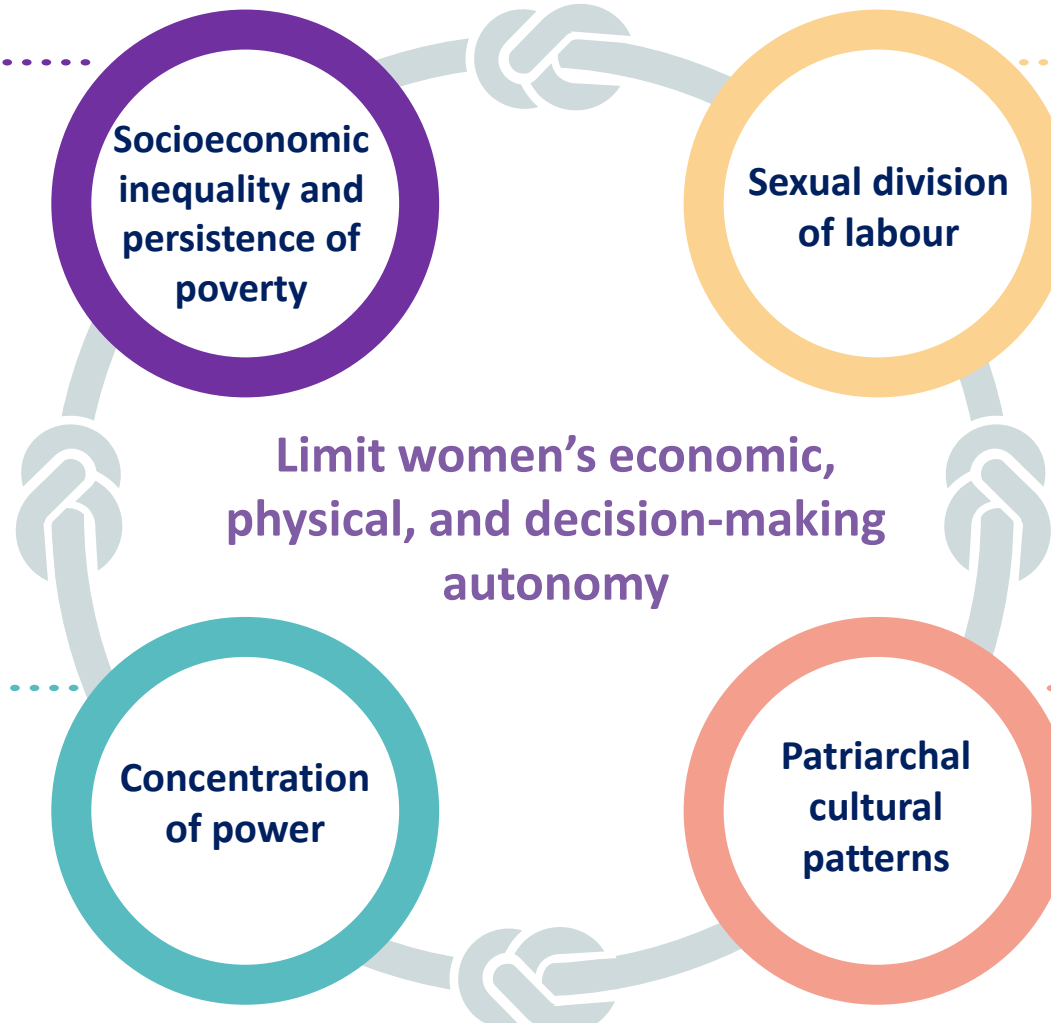 Socioeconomic
inequality and
persistence of
poverty
Sexual division
of labour
Limit women’s economic,
physical, and decision-making
autonomy
Concentration
of power
Patriarchal
cultural
patterns